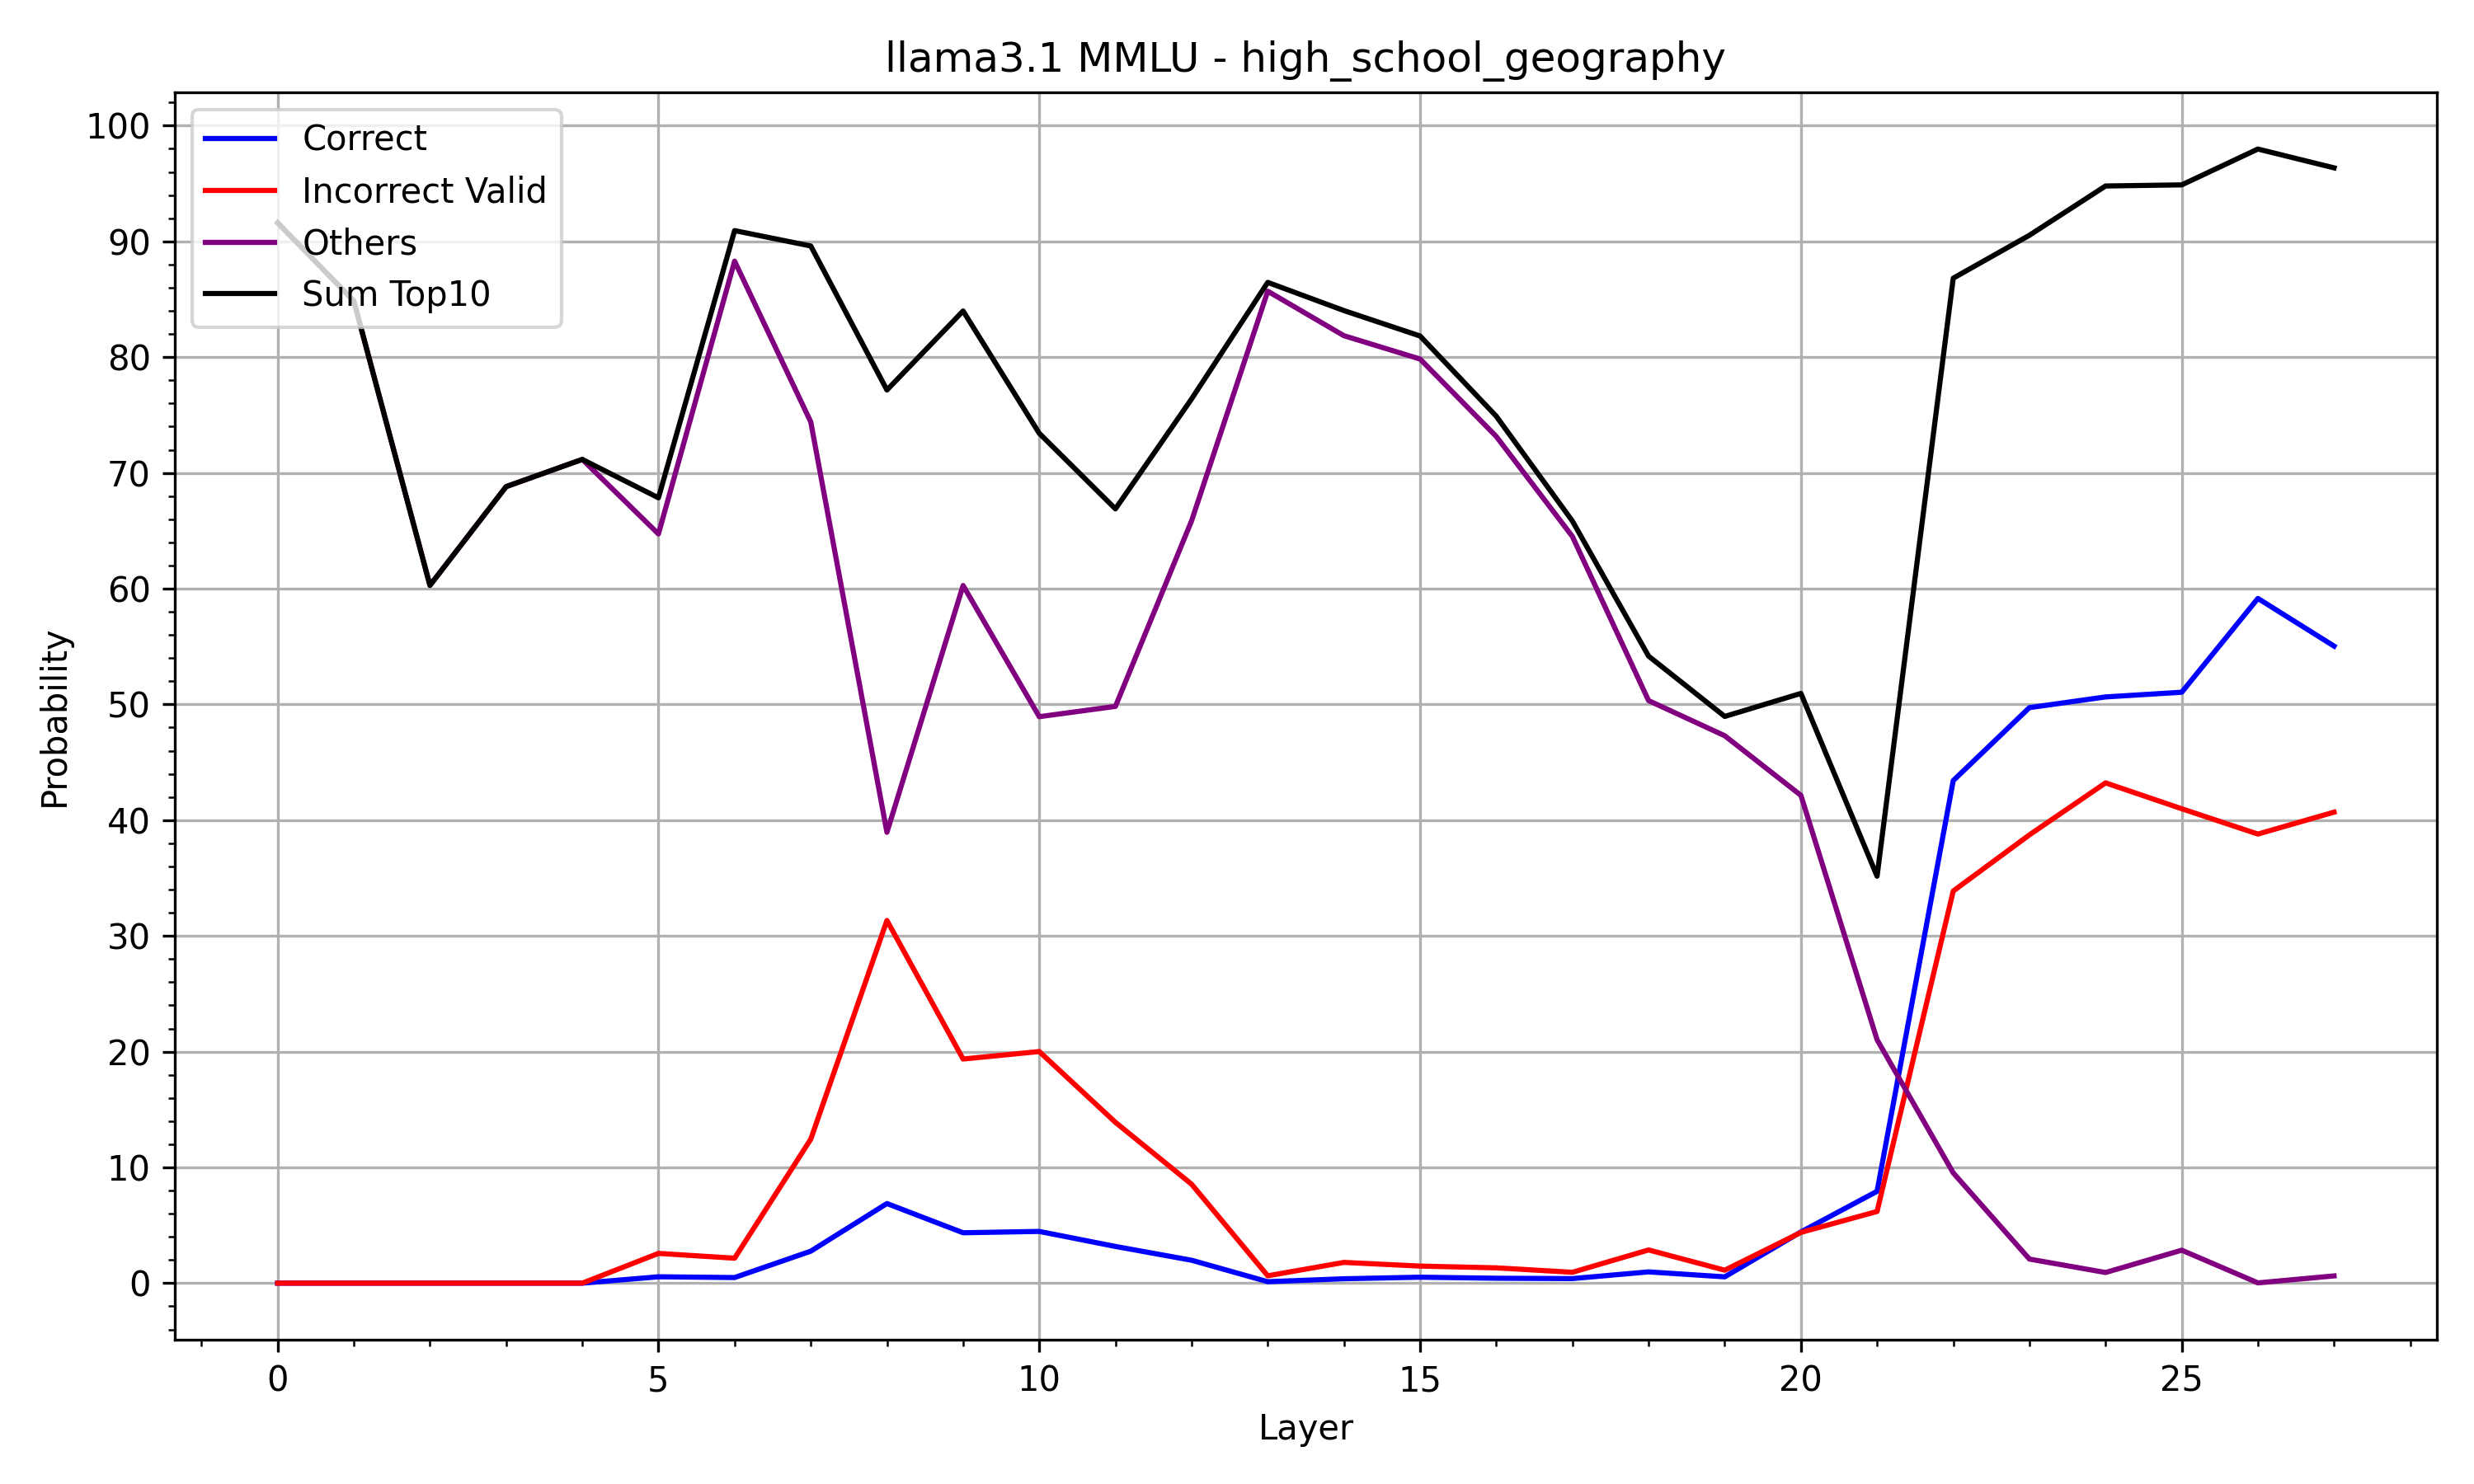 llama3.1 MMLU - high_school_geography
Correct
Incorrect Valid
Others
Sum Top10
100
90
80
70
60
50
40
30
20
10
0
Probability
0 5 10 15 20 25
Layer